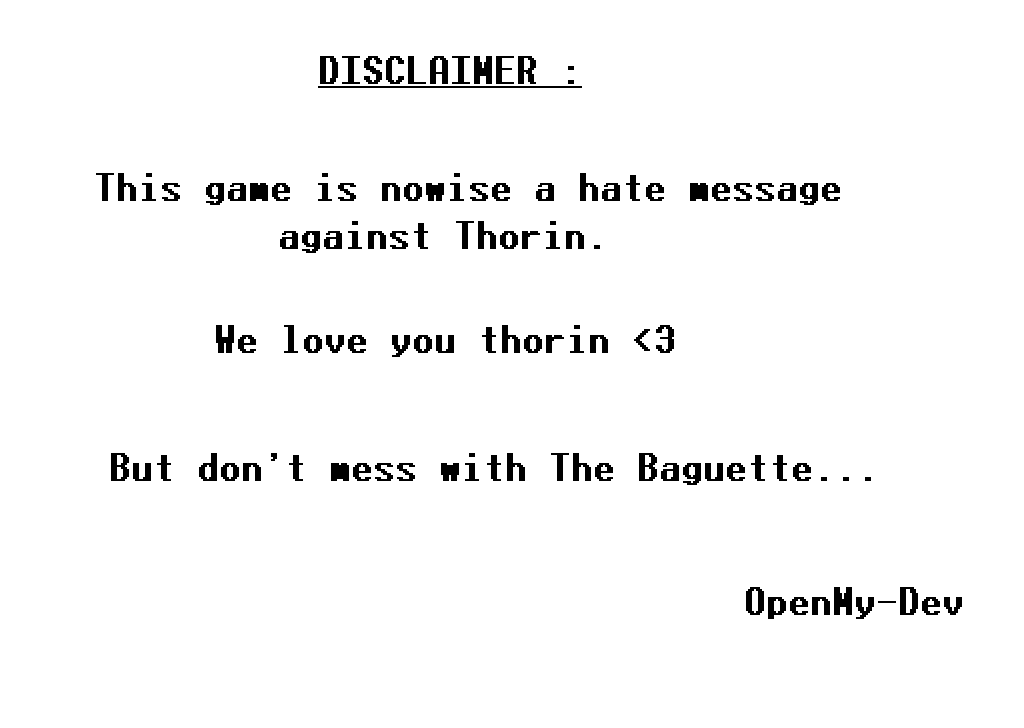 DISCLAIMER :
This game is nowise a hate message
against Thorin.
We love you thorin <3
But don't mess with The Baguette...
OpenMy-Dev